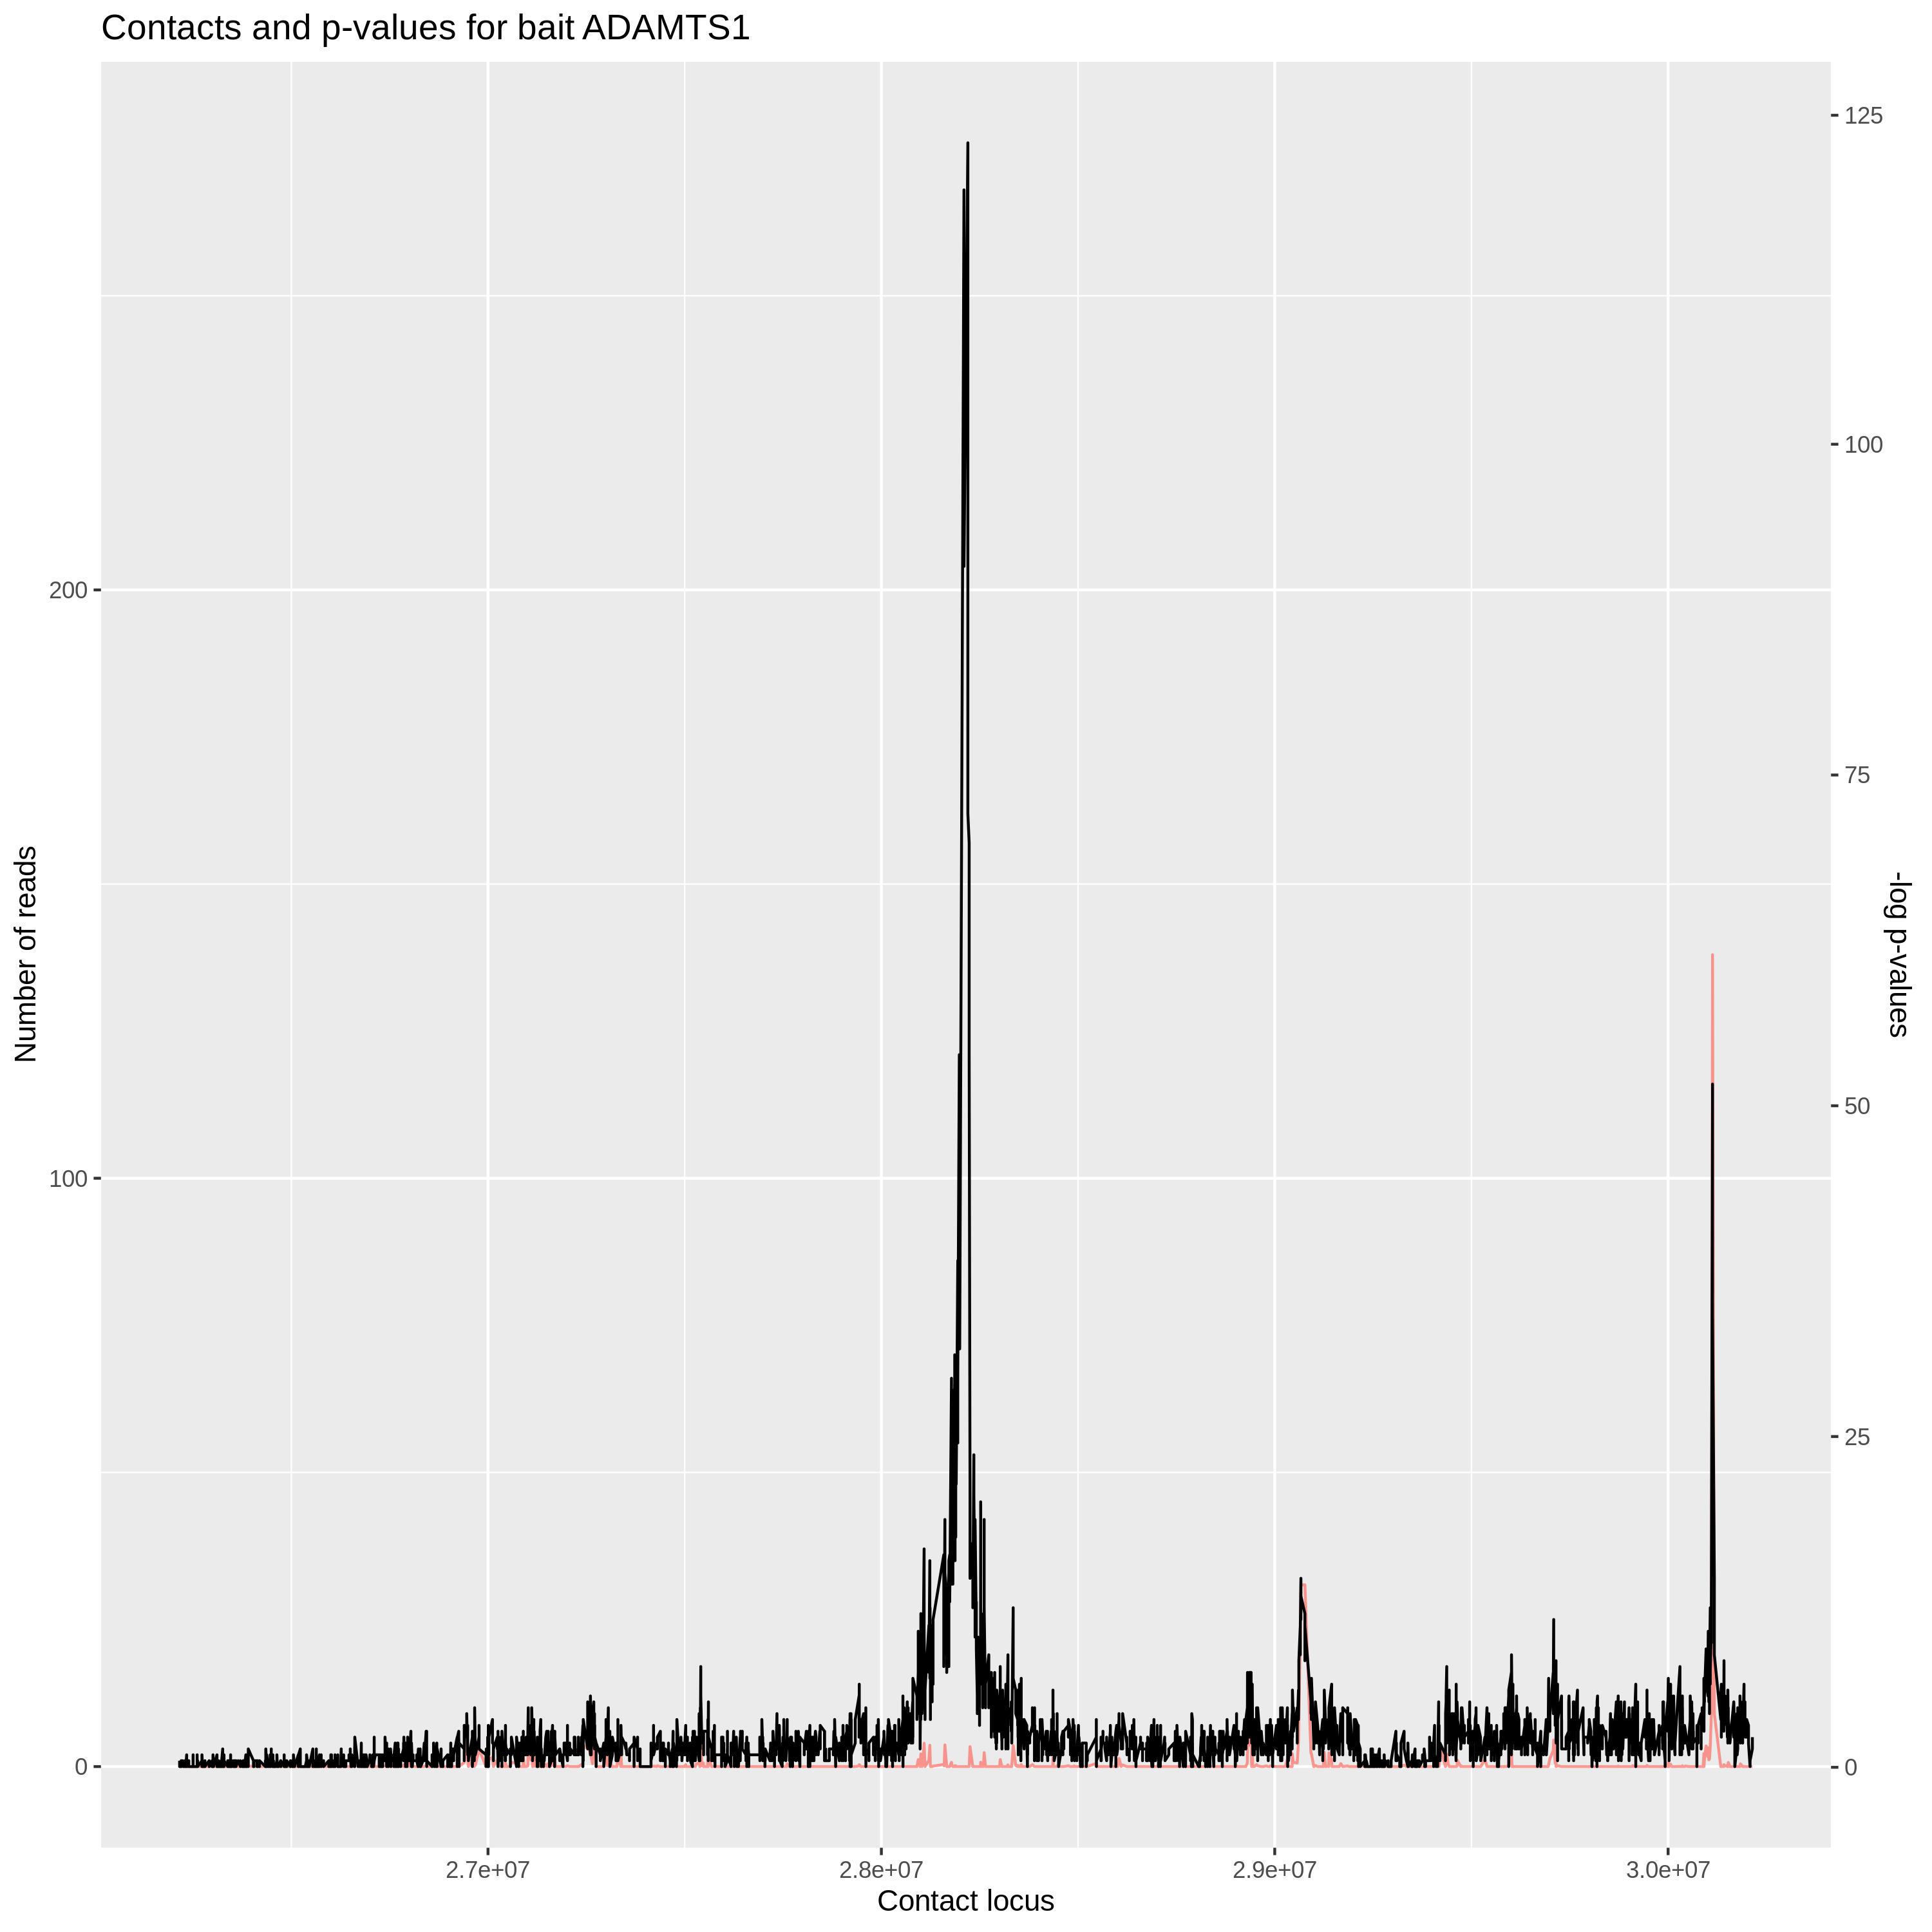 Contacts and p-values for bait ADAMTS1
Number of reads
200
100
0
125
100
75
50
25
0
-log p-values
2.7e+07
2.8e+07
2.9e+07
3.0e+07
Contact locus